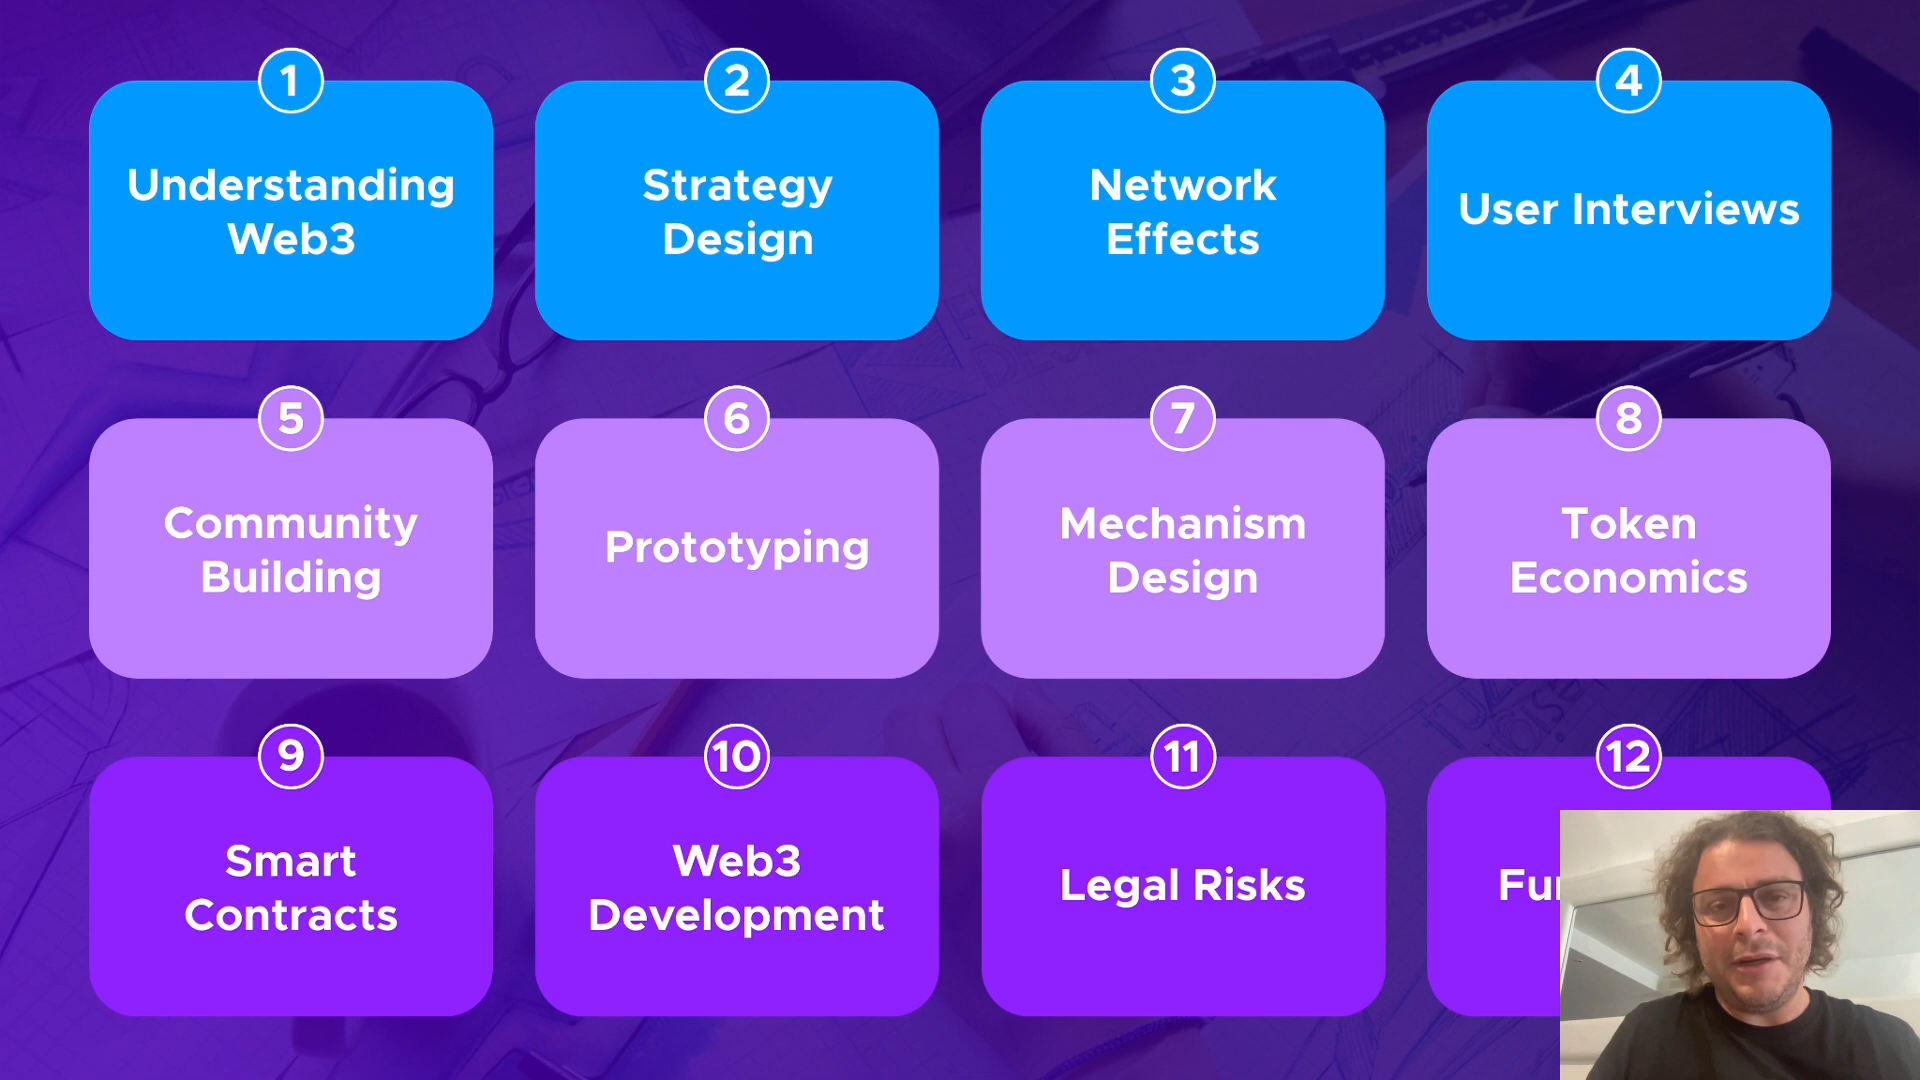 1
Understanding
Web3
2
Strategy
Design
3
Network
Effects
4
User Interviews
5
Community
Building
6
Prototyping
7
Mechanism
Design
8
Token
Economics
9
Smart
Contracts
10
Web3
Development
11
Legal Risks
12